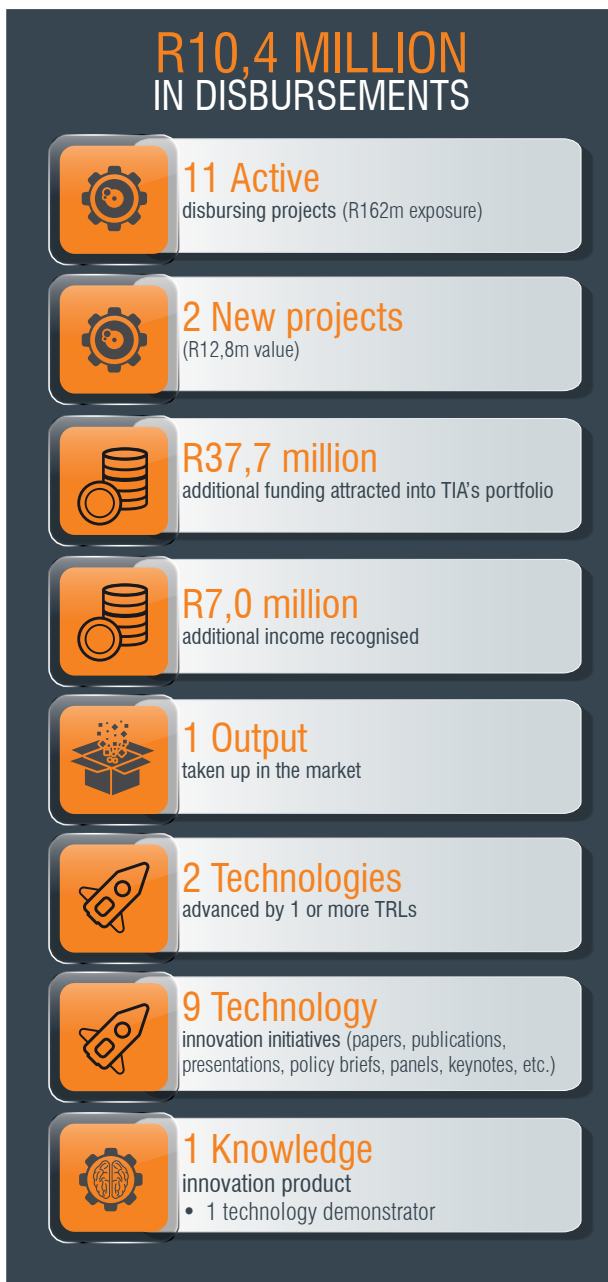 R10,4 MILLION
IN DISBURSEMENTS
11 Active
disbursing projects (R162m exposure)
2 New projects
(R12,8m value)
R37,7 million
additional funding attracted into TIA's portfolio
R7,0 million
additional income recognised
1 Output
taken up in the market
2 Technologies
advanced by 1 or more TRLs
9 Technology
innovation initiatives (papers, publications,
presentations, policy briefs, panels, keynotes, etc.)
1 Knowledge
innovation product
• 1 technology demonstrator